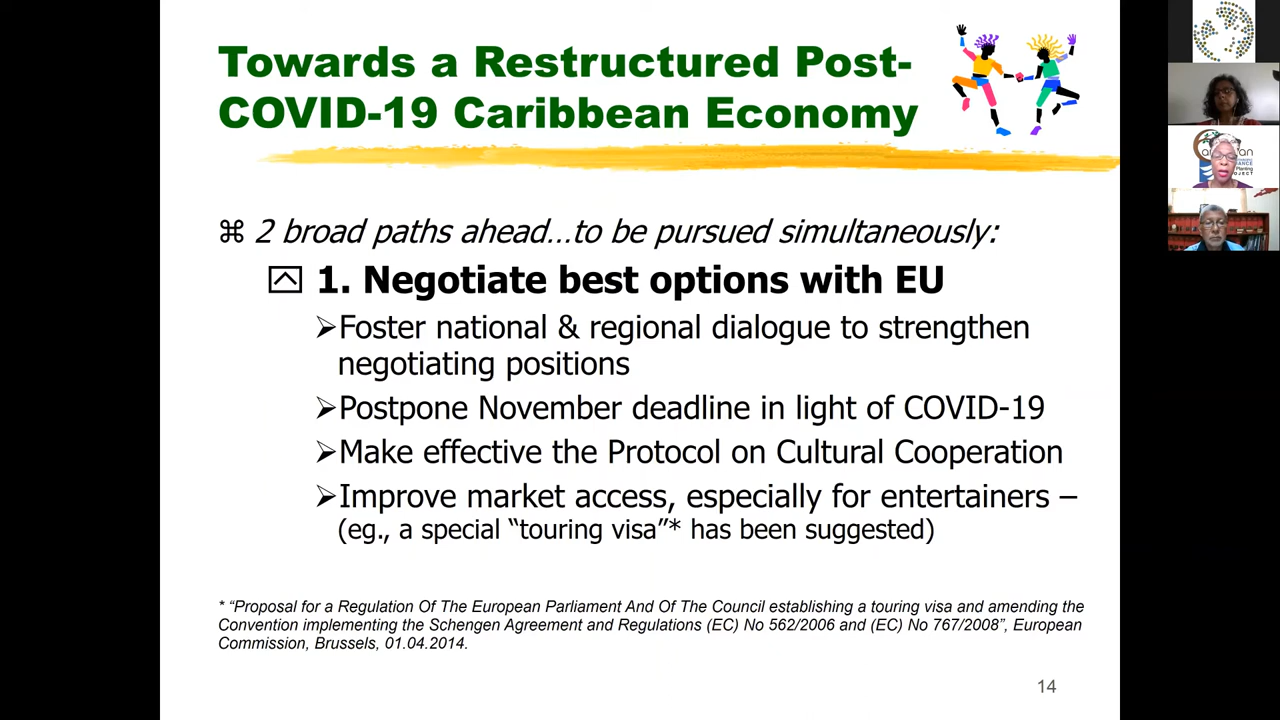 Towards a Restructured Post-
COVID-19 Caribbean Economy
⌘ 2 broad paths ahead…to be pursued simultaneously:
1. Negotiate best options with EU
➢Foster national & regional dialogue to strengthen
negotiating positions
➢Postpone November deadline in light of COVID-19
➢Make effective the Protocol on Cultural Cooperation
➢Improve market access, especially for entertainers –
(eg., a special “touring visa”* has been suggested)
* “Proposal for a Regulation Of The European Parliament And Of The Council establishing a touring visa and amending the
Convention implementing the Schengen Agreement and Regulations (EC) No 562/2006 and (EC) No 767/2008”, European
Commission, Brussels, 01.04.2014.
14